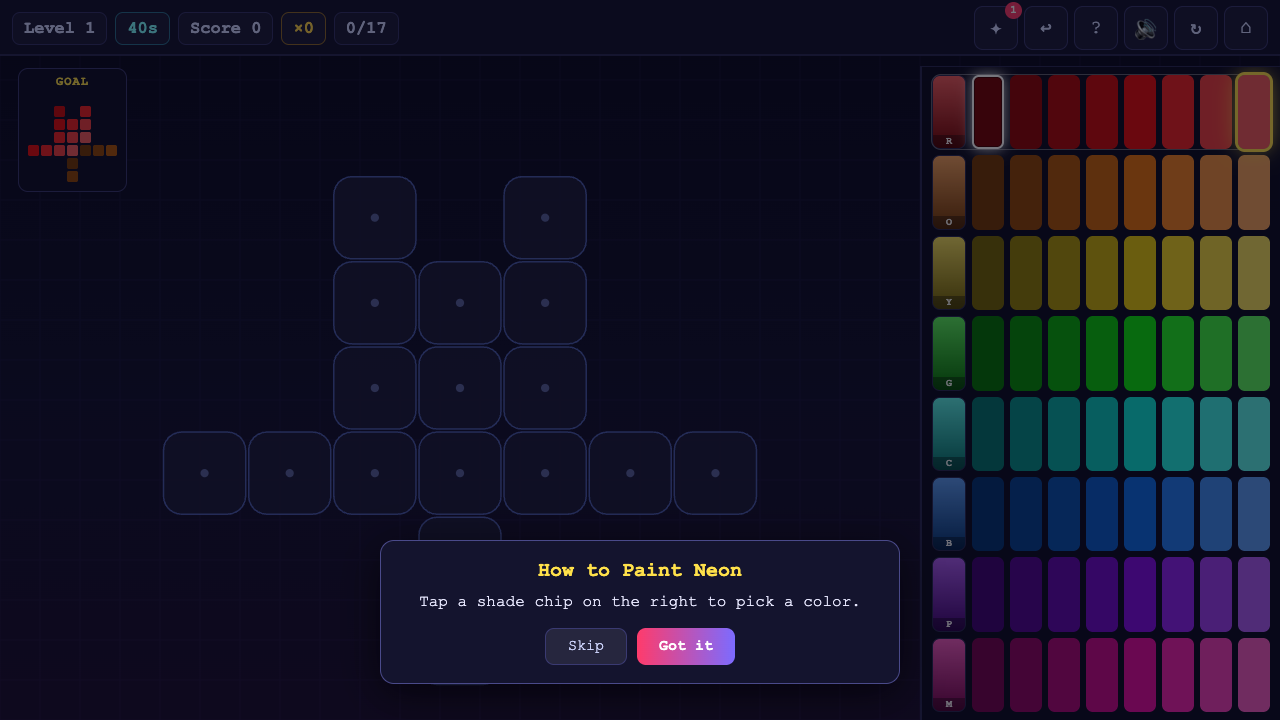 Level 1
40s
Score 0
×0
0/17
1
?
GOAL
R
O
Y
G
C
B
P
M
How to Paint Neon
Tap a shade chip on the right to pick a color.
Skip
Got it